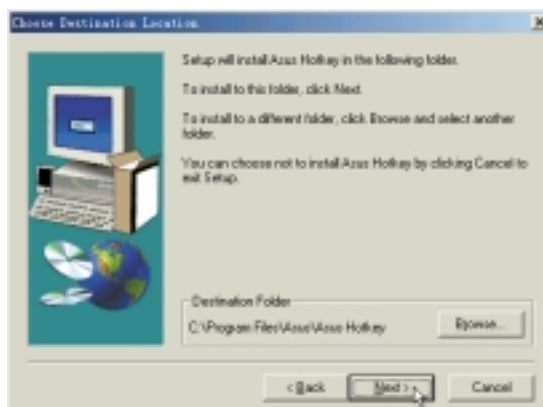 Choose Destination Location
Setup will install Asus Hotkey in the following folder.
To install to this folder, click Next.
To install to a different folder, click Browse and select another
folder.
You can choose not to install Asus Hotkey by clicking Cancel to
exit Setup.
Destination Folder
C:\Program Files\Asus\Asus Hotkey
Browse...
< Back
Next >
Cancel